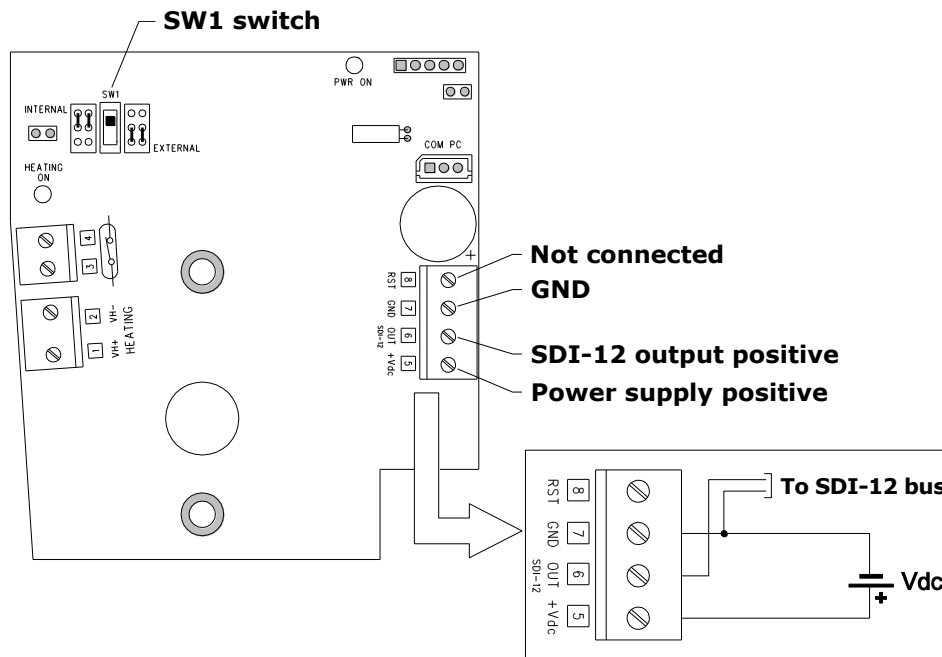 SW1 switch
PWR ON
SW1
INTERNAL
EXTERNAL
COM PC
HEATING
ON
4
3
2 VH-
1 VH+
HEATING
+
RST 8
GND 7
OUT 6
SDI-12
+Vdc 5
Not connected
GND
SDI-12 output positive
Power supply positive
RST 8
GND 7
OUT 6
SDI-12
+Vdc 5
To SDI-12 bus
Vdc
+